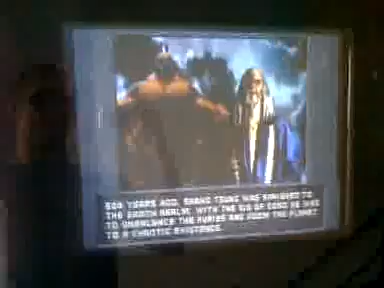 500 YEARS AGO, SHANG TSUNG WAS BANISHED TO
THE EARTH REALM. WITH THE AID OF GORO HE WAS
TO UNBALANCE THE FURIES AND DOOM THE PLANET
TO A CHAOTIC EXISTENCE.